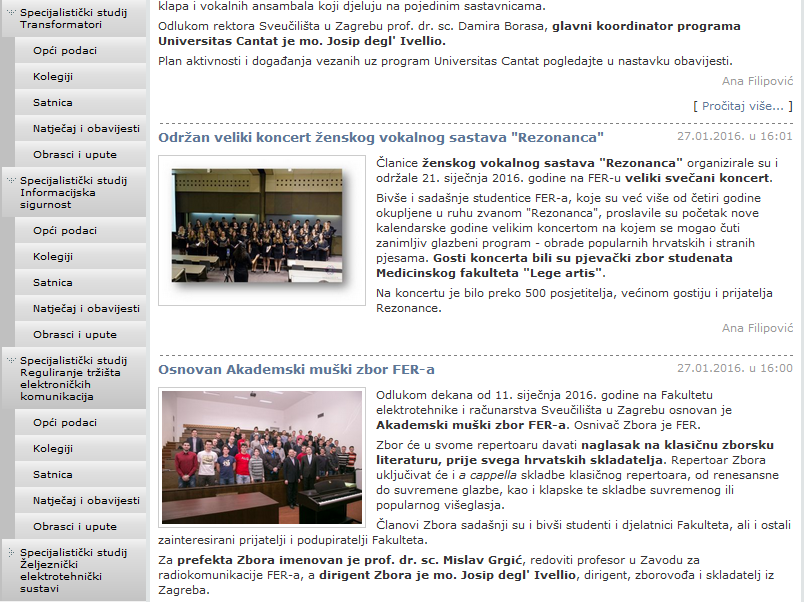 Specijalistički studij
Transformatori
Opći podaci
Kolegiji
Satnica
Natječaj i obavijesti
Obrasci i upute
Specijalistički studij
Informacijska
sigurnost
Opći podaci
Kolegiji
Satnica
Natječaj i obavijesti
Obrasci i upute
Specijalistički studij
Reguliranje tržišta
elektroničkih
komunikacija
Opći podaci
Kolegiji
Satnica
Natječaj i obavijesti
Obrasci i upute
Specijalistički studij
Željeznički
elektrotehnički
sustavi
klapa i vokalnih ansambala koji djeluju na pojedinim sastavnicama.
Odlukom rektora Sveučilišta u Zagrebu prof. dr. sc. Damira Borasa, glavni koordinator programa
Universitas Cantat je mo. Josip degl' Ivellio.
Plan aktivnosti i događanja vezanih uz program Universitas Cantat pogledajte u nastavku obavijesti.
Ana Filipović
[ Pročitaj više... ]
Održan veliki koncert ženskog vokalnog sastava "Rezonanca"
27.01.2016. u 16:01
Članice ženskog vokalnog sastava "Rezonanca" organizirale su i
održale 21. siječnja 2016. godine na FER-u veliki svečani koncert.
Bivše i sadašnje studentice FER-a, koje su već više od četiri godine
okupljene u ruhu zvanom "Rezonanca", proslavile su početak nove
kalendarske godine velikim koncertom na kojem se mogao čuti
zanimljiv glazbeni program - obrade popularnih hrvatskih i stranih
pjesama. Gosti koncerta bili su pjevački zbor studenata
Medicinskog fakulteta "Lege artis".
Na koncertu je bilo preko 500 posjetitelja, većinom gostiju i prijatelja
Rezonance.
Ana Filipović
Osnovan Akademski muški zbor FER-a
27.01.2016. u 16:00
Odlukom dekana od 11. siječnja 2016. godine na Fakultetu
elektrotehnike i računarstva Sveučilišta u Zagrebu osnovan je
Akademski muški zbor FER-a. Osnivač Zbora je FER.
Zbor će u svome repertoaru davati naglasak na klasičnu zborsku
literaturu, prije svega hrvatskih skladatelja. Repertoar Zbora
uključivat će i a cappella skladbe klasičnog repertoara, od renesansne
do suvremene glazbe, kao i klapske te skladbe suvremenog ili
popularnog višeglasja.
Članovi Zbora sadašnji su i bivši studenti i djelatnici Fakulteta, ali i ostali
zainteresirani prijatelji i podupiratelji Fakulteta.
Za prefekta Zbora imenovan je prof. dr. sc. Mislav Grgić, redoviti profesor u Zavodu za
radiokomunikacije FER-a, a dirigent Zbora je mo. Josip degl' Ivellio, dirigent, zborovođa i skladatelj iz
Zagreba.